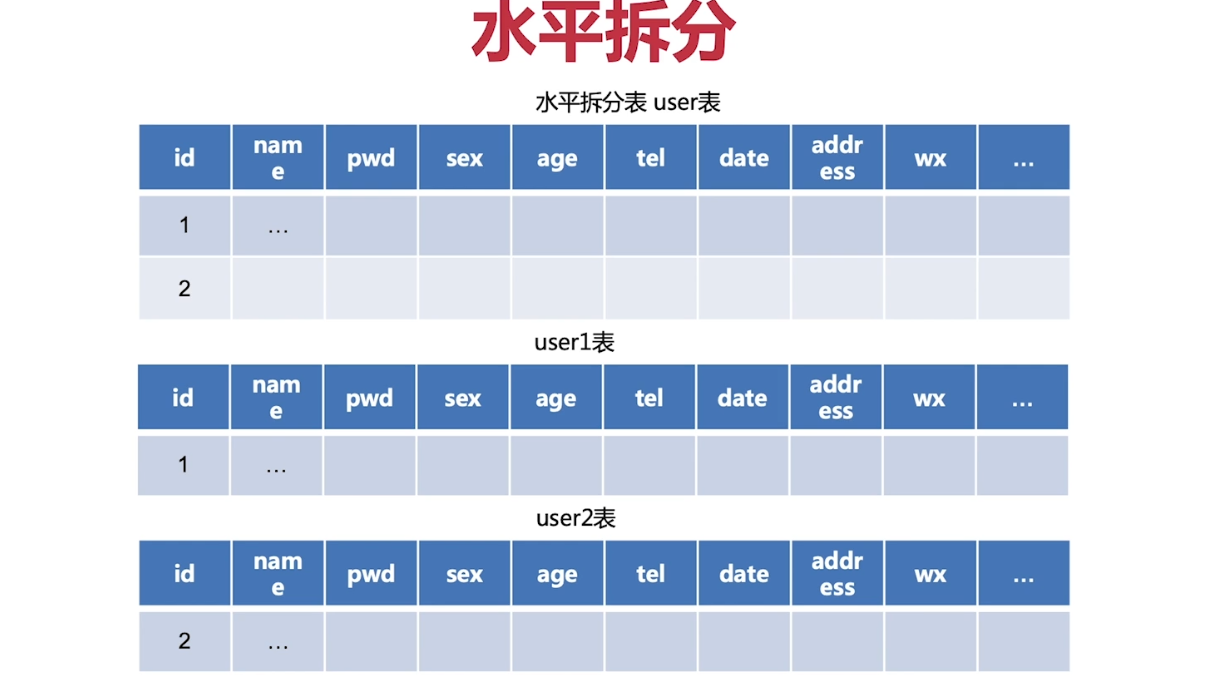 水平拆分
水平拆分表 user表
id name pwd sex age tel date address wx ...
1 ...
2
user1表
id name pwd sex age tel date address wx ...
1 ...
user2表
id name pwd sex age tel date address wx ...
2 ...